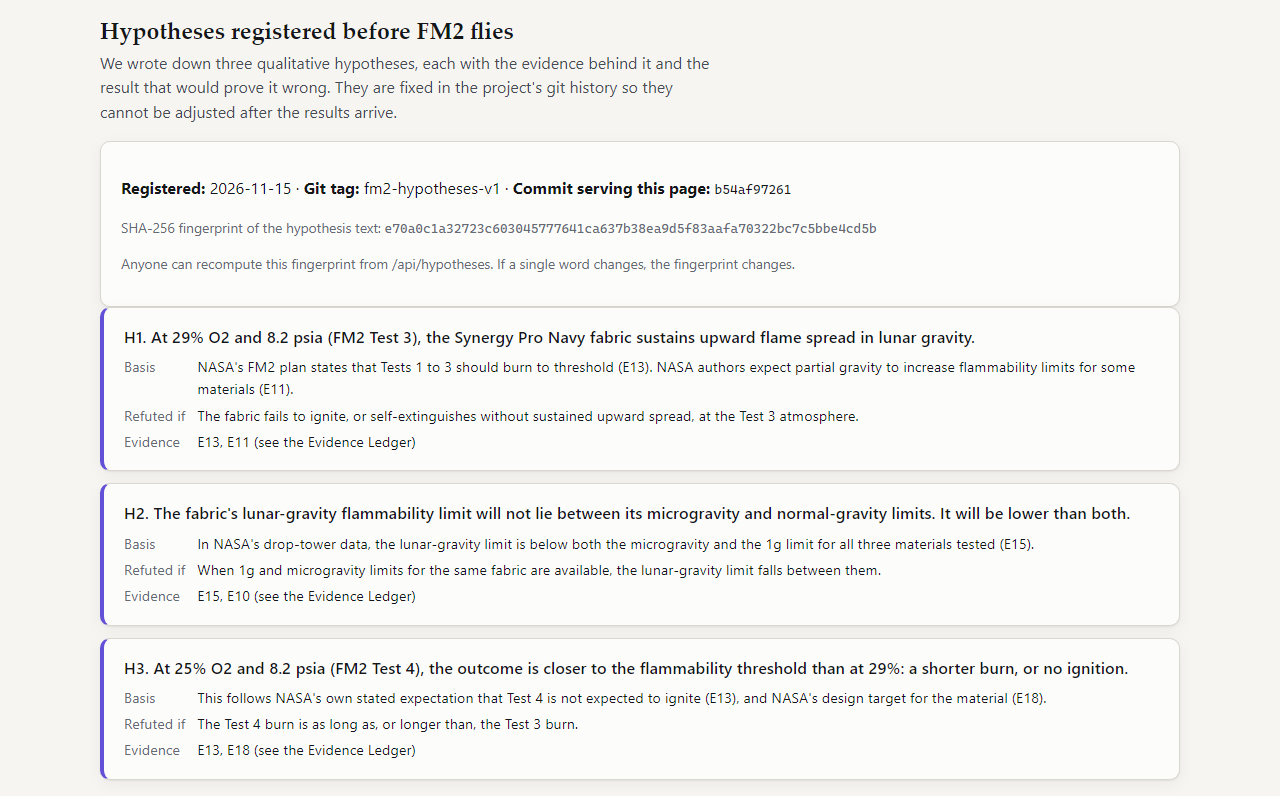 Hypotheses registered before FM2 flies
We wrote down three qualitative hypotheses, each with the evidence behind it and the
result that would prove it wrong. They are fixed in the project's git history so they
cannot be adjusted after the results arrive.
Registered: 2026-11-15 · Git tag: fm2-hypotheses-v1 · Commit serving this page: b54af97261
SHA-256 fingerprint of the hypothesis text: e70a0c1a32723c603045777641ca637b38ea9d5f83aafa70322bc7c5bbe4cd5b
Anyone can recompute this fingerprint from /api/hypotheses. If a single word changes, the fingerprint changes.
H1. At 29% O2 and 8.2 psia (FM2 Test 3), the Synergy Pro Navy fabric sustains upward flame spread in lunar gravity.
Basis NASA's FM2 plan states that Tests 1 to 3 should burn to threshold (E13). NASA authors expect partial gravity to increase flammability limits for some
materials (E11).
Refuted if The fabric fails to ignite, or self-extinguishes without sustained upward spread, at the Test 3 atmosphere.
Evidence E13, E11 (see the Evidence Ledger)
H2. The fabric's lunar-gravity flammability limit will not lie between its microgravity and normal-gravity limits. It will be lower than both.
Basis In NASA's drop-tower data, the lunar-gravity limit is below both the microgravity and the 1g limit for all three materials tested (E15).
Refuted if When 1g and microgravity limits for the same fabric are available, the lunar-gravity limit falls between them.
Evidence E15, E10 (see the Evidence Ledger)
H3. At 25% O2 and 8.2 psia (FM2 Test 4), the outcome is closer to the flammability threshold than at 29%: a shorter burn, or no ignition.
Basis This follows NASA's own stated expectation that Test 4 is not expected to ignite (E13), and NASA's design target for the material (E18).
Refuted if The Test 4 burn is as long as, or longer than, the Test 3 burn.
Evidence E13, E18 (see the Evidence Ledger)